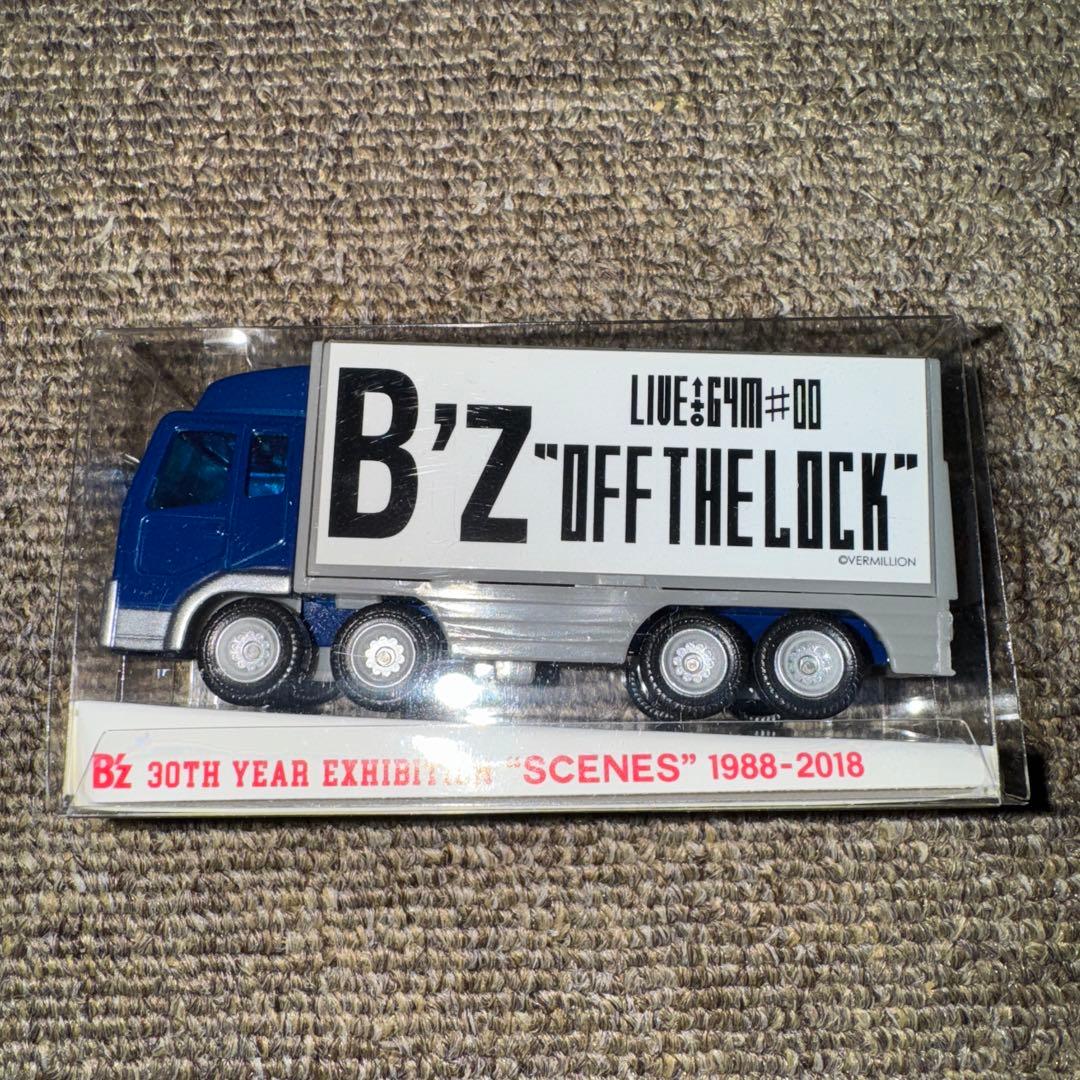 B'z
LIVE GYM#00
"OFF THE LOCK"
©VERMILLION
B'z 30TH YEAR EXHIBITION "SCENES" 1988-2018